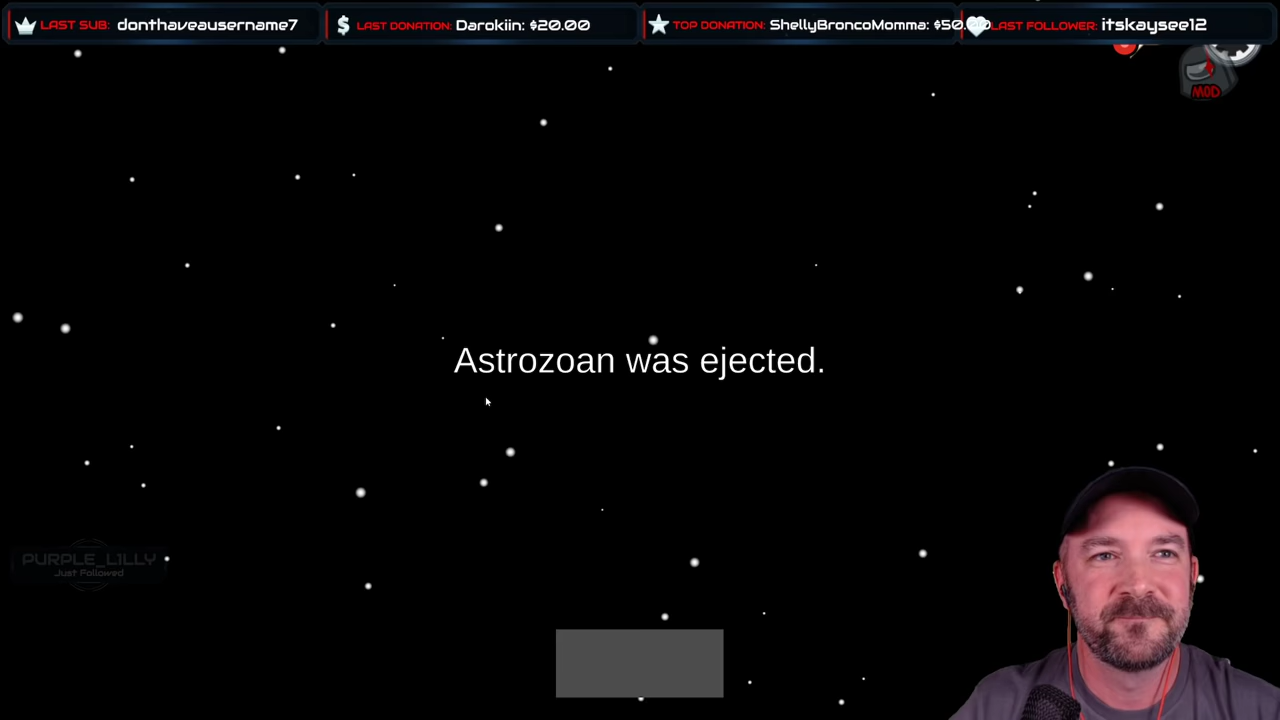 LAST SUB: donthaveausername7
LAST DONATION: Darokiin: $20.00
TOP DONATION: ShellyBroncoMomma: $50.
LAST FOLLOWER: itskaysee12
MOD
Astrozoan was ejected.
PURPLE_L1LLY
Just Followed